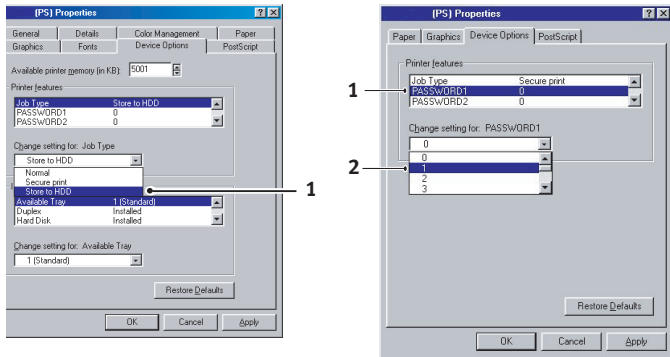 (PS) Properties
General Details Color Management Paper
Graphics Fonts Device Options PostScript
Available printer memory (in KB): 5001
Printer features
Job Type Store to HDD
PASSWORD1 0
PASSWORD2 0
Change setting for: Job Type
Store to HDD
Normal
Secure print
Store to HDD
1
Available Tray 1 (Standard)
Duplex Installed
Hard Disk Installed
Change setting for: Available Tray
1 (Standard)
Restore Defaults
OK Cancel Apply
(PS) Properties
Paper Graphics Device Options PostScript
Printer features
Job Type Secure print
1
PASSWORD1 0
PASSWORD2 0
Change setting for: PASSWORD1
0
0
2
1
2
3
Restore Defaults
OK Cancel Apply